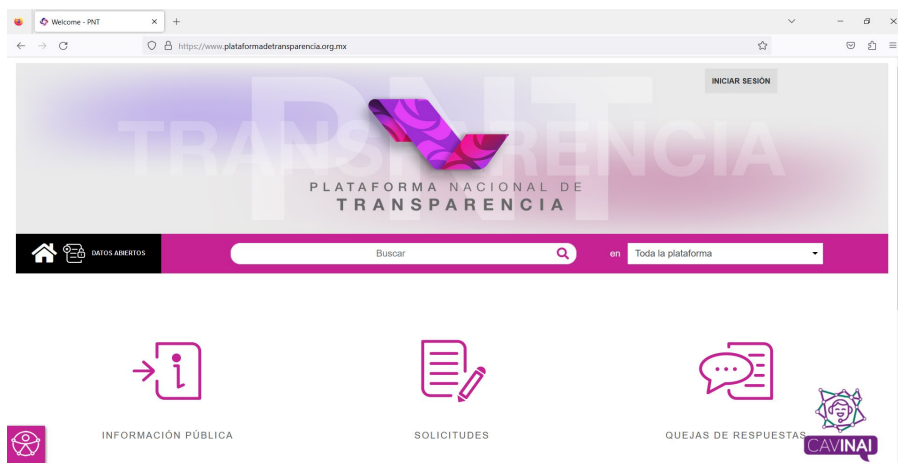 Welcome - PNT
https://www.plataformadetransparencia.org.mx
PNT
TRANSPARENCIA
INICIAR SESIÓN
PLATAFORMA NACIONAL DE
TRANSPARENCIA
DATOS ABIERTOS
Buscar
en
Toda la plataforma
INFORMACIÓN PÚBLICA
SOLICITUDES
QUEJAS DE RESPUESTAS
CAVINAI